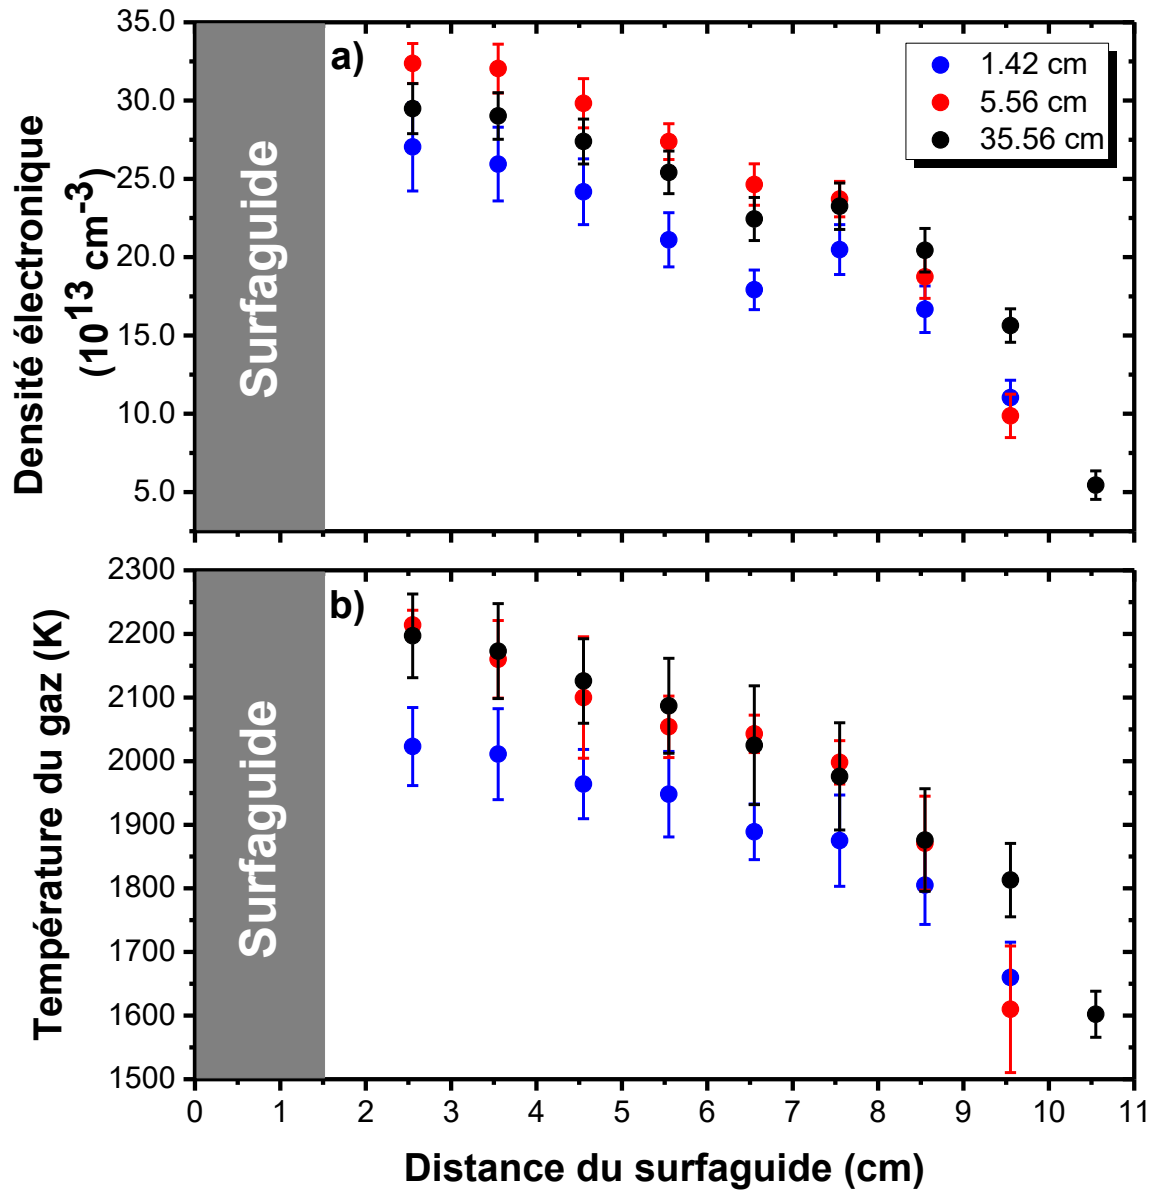 35.0
30.0
25.0
20.0
15.0
10.0
5.0
Densité électronique
(10¹³ cm⁻³)
Surfaguide
a)
1.42 cm
5.56 cm
35.56 cm
2300
2200
2100
2000
1900
1800
1700
1600
1500
Température du gaz (K)
Surfaguide
b)
0 1 2 3 4 5 6 7 8 9 10 11
Distance du surfaguide (cm)